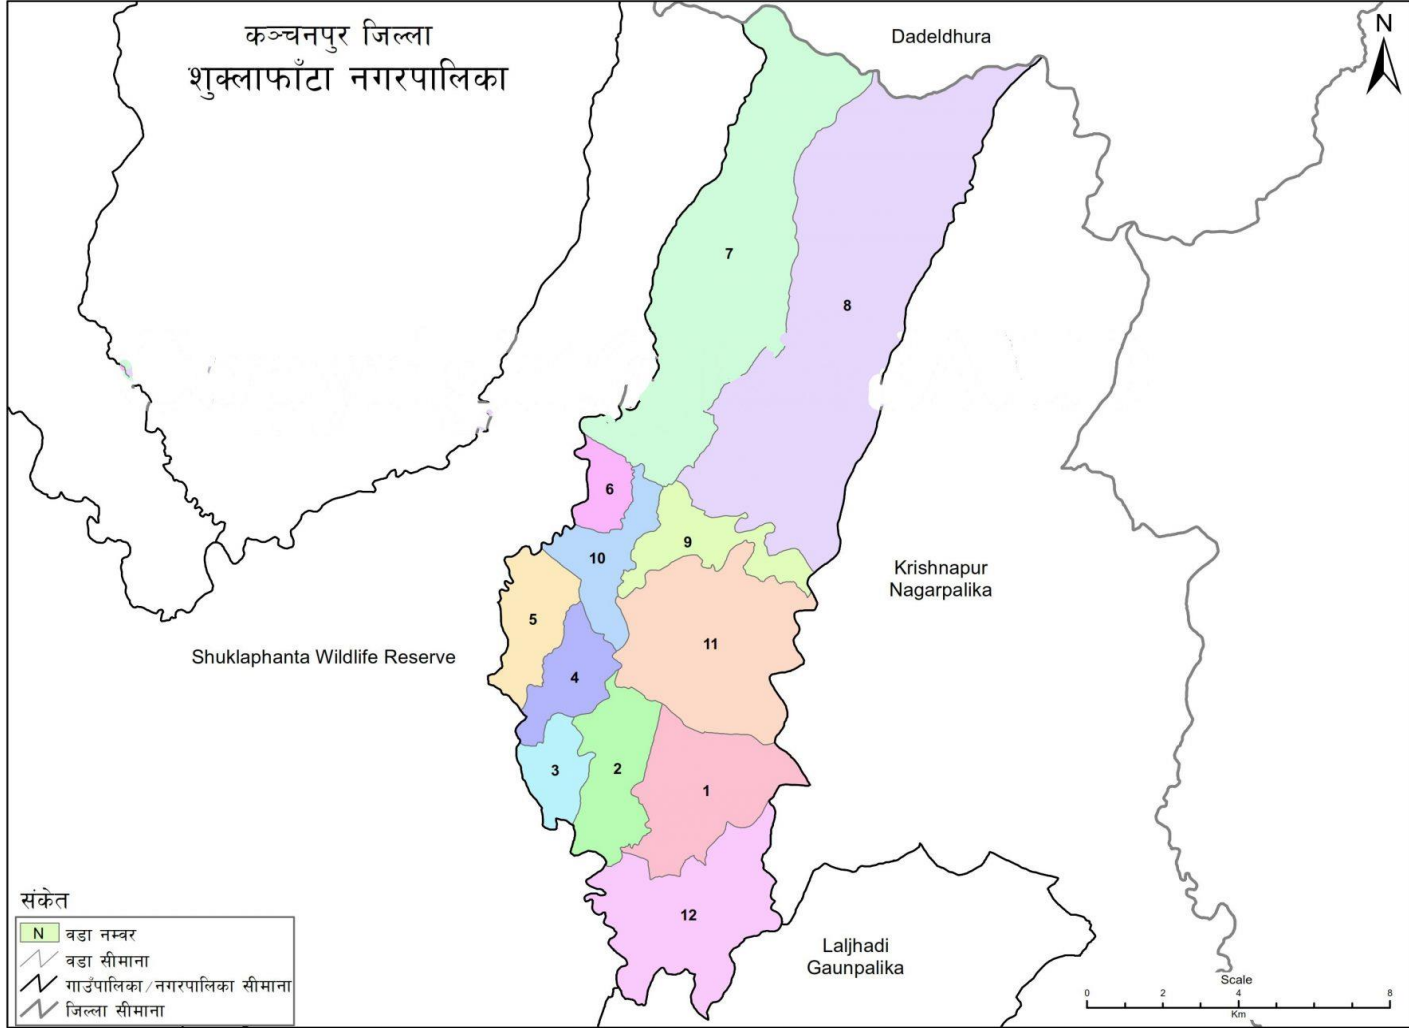 कञ्चनपुर जिल्ला
शुक्लाफाँटा नगरपालिका
Dadeldhura
N
7
8
6
9
10
Krishnapur
Nagarpalika
5
11
Shuklaphanta Wildlife Reserve
4
3
2
1
12
Laljhadi
Gaunpalika
संकेत
N वडा नम्वर
वडा सीमाना
गाउँपालिका/नगरपालिका सीमाना
जिल्ला सीमाना
Scale
0 2 4 8
Km